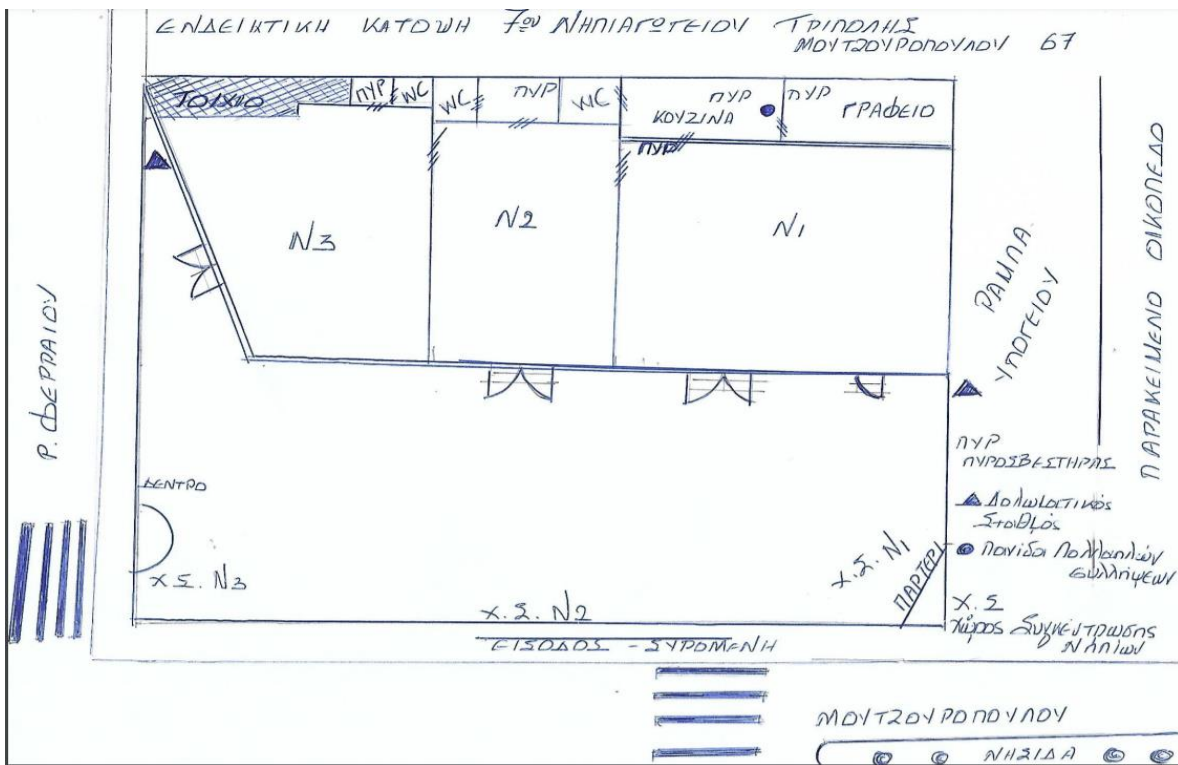 ΕΝΔΕΙΚΤΙΚΗ ΚΑΤΟΨΗ 7ου ΝΗΠΙΑΓΩΓΕΙΟΥ ΤΡΙΠΟΛΗΣ
ΜΟΥΤΖΟΥΡΟΠΟΥΛΟΥ 67
ΤΟΙΧΙΟ
ΠΥΡ
WC
WC
ΠΥΡ
WC
ΠΥΡ
ΚΟΥΖΙΝΑ
ΠΥΡ
ΓΡΑΦΕΙΟ
ΠΥΡ
Ν3
Ν2
Ν1
ΡΑΜΠΑ
ΥΠΟΓΕΙΟΥ
ΠΑΡΑΚΕΙΜΕΝΟ ΟΙΚΟΠΕΔΟ
Ρ. ΦΕΡΡΑΙΟΥ
ΠΥΡ
ΠΥΡΟΣΒΕΣΤΗΡΑΣ
Δολωματικός
Σταθμός
Παγίδα Πολλαπλών
συλλήψεων
Χ.Σ
Χώρος Συγκέντρωσης
Νηπίων
ΔΕΝΤΡΟ
Χ.Σ. Ν3
Χ.Σ. Ν2
Χ.Σ. Ν1
ΠΑΡΤΕΡΙ
ΕΙΣΟΔΟΣ - ΣΥΡΟΜΕΝΗ
ΜΟΥΤΖΟΥΡΟΠΟΥΛΟΥ
ΝΗΣΙΔΑ